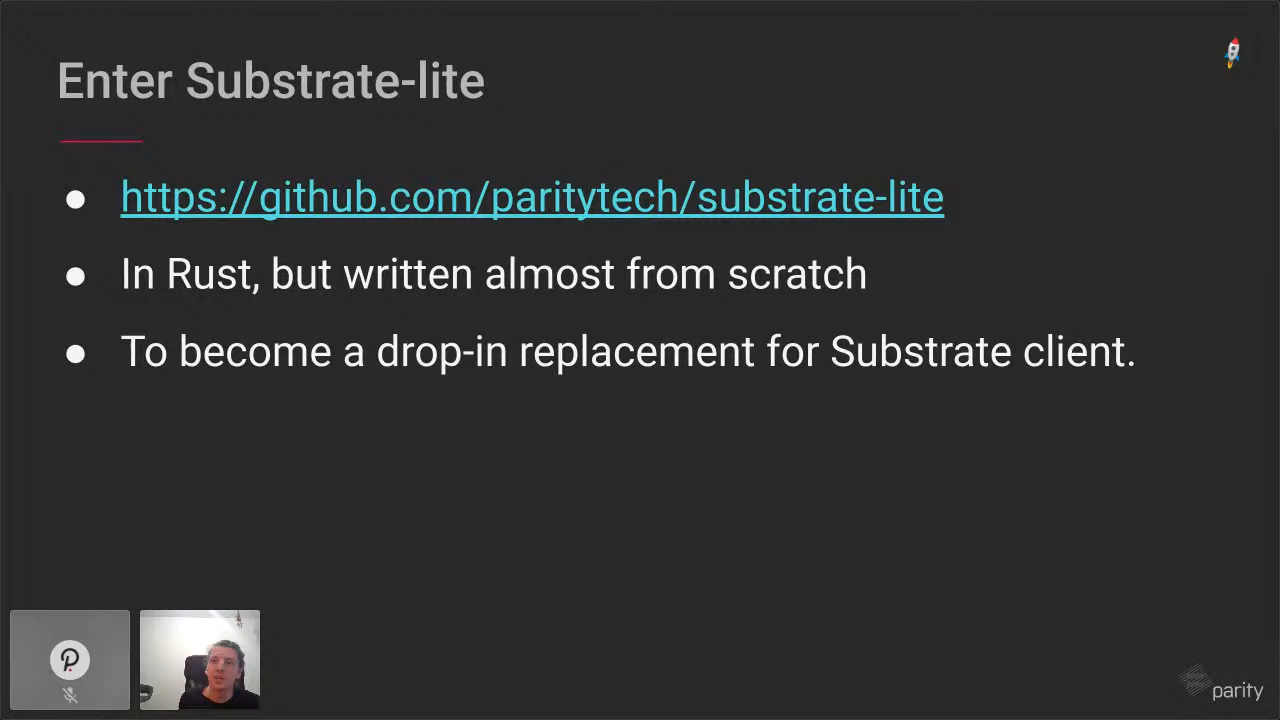 Enter Substrate-lite
● https://github.com/paritytech/substrate-lite
● In Rust, but written almost from scratch
● To become a drop-in replacement for Substrate client.
parity